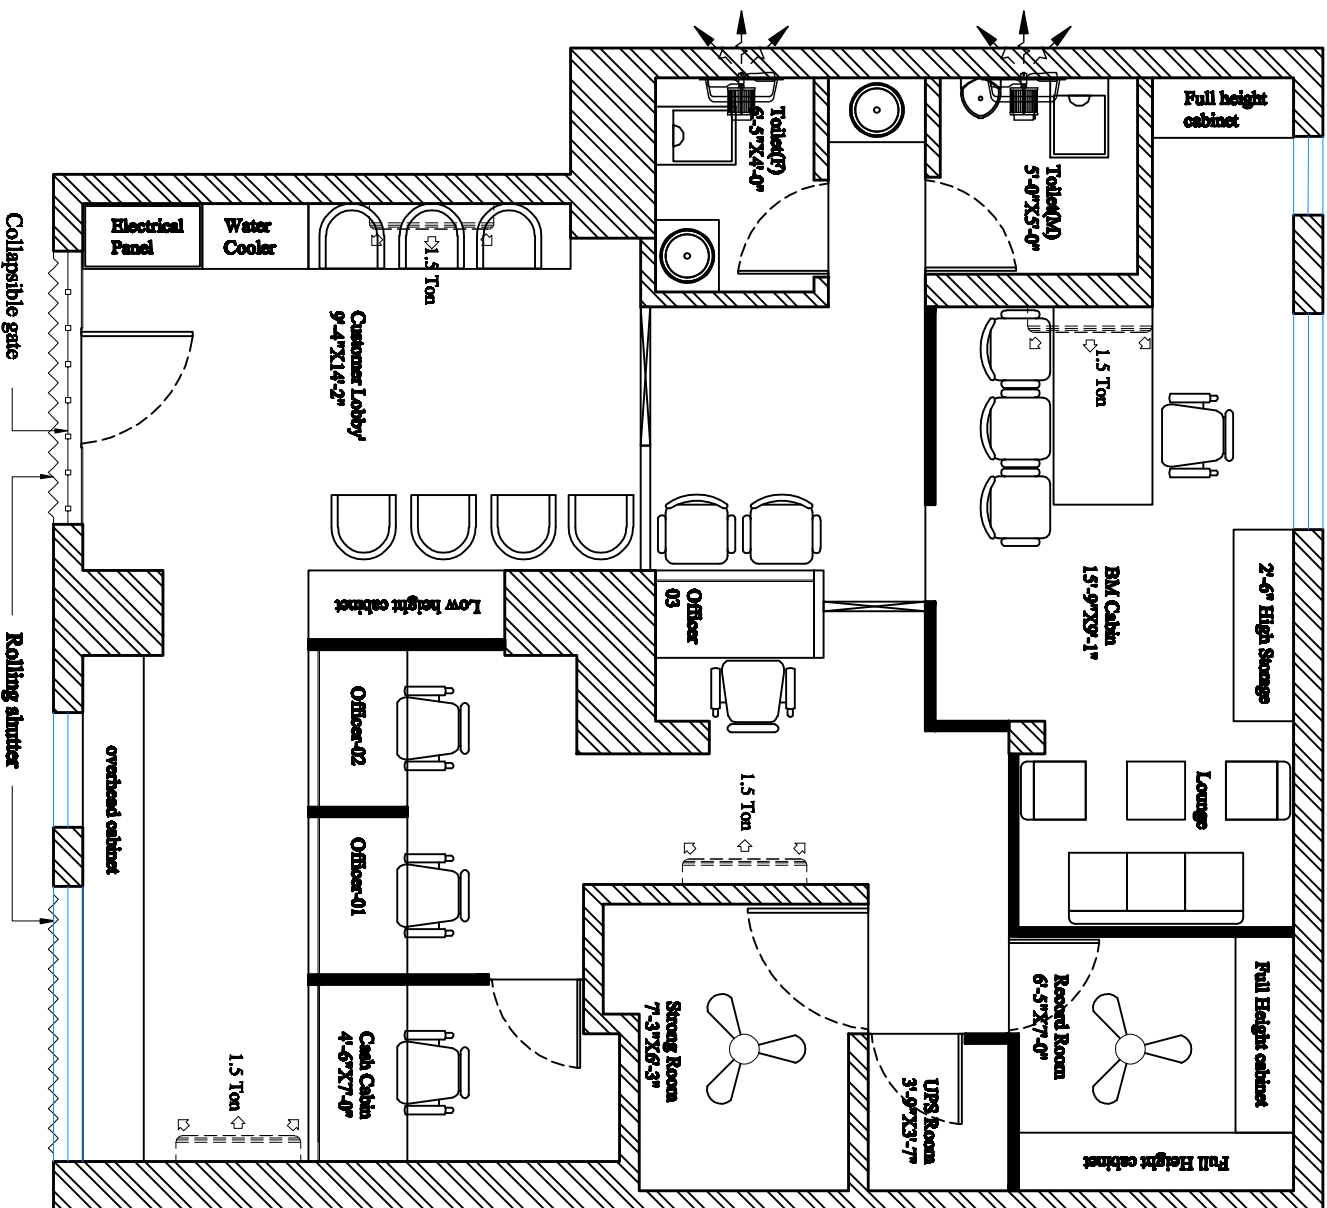 Full height
cabinet
Toilet(F)
6'-5"X4'-0"
Toilet(M)
5'-0"X5'-0"
Electrical
Panel
Water
Cooler
1.5 Ton
Customer Lobby'
9'-4"X14'-2"
Collapsible gate
1.5 Ton
BM Cabin
15'-9"X9'-1"
2'-6" High Storage
Officer
03
Low height cabinet
Rolling shutter
Officer-02
overhead cabinet
1.5 Ton
Lounge
Officer-01
Strong Room
7'-3"X6'-3"
Record Room
6'-5"X7'-0"
Full Height cabinet
Cash Cabin
4'-6"X7'-0"
1.5 Ton
UPS Room
3'-9"X3'-7"
Full Height cabinet